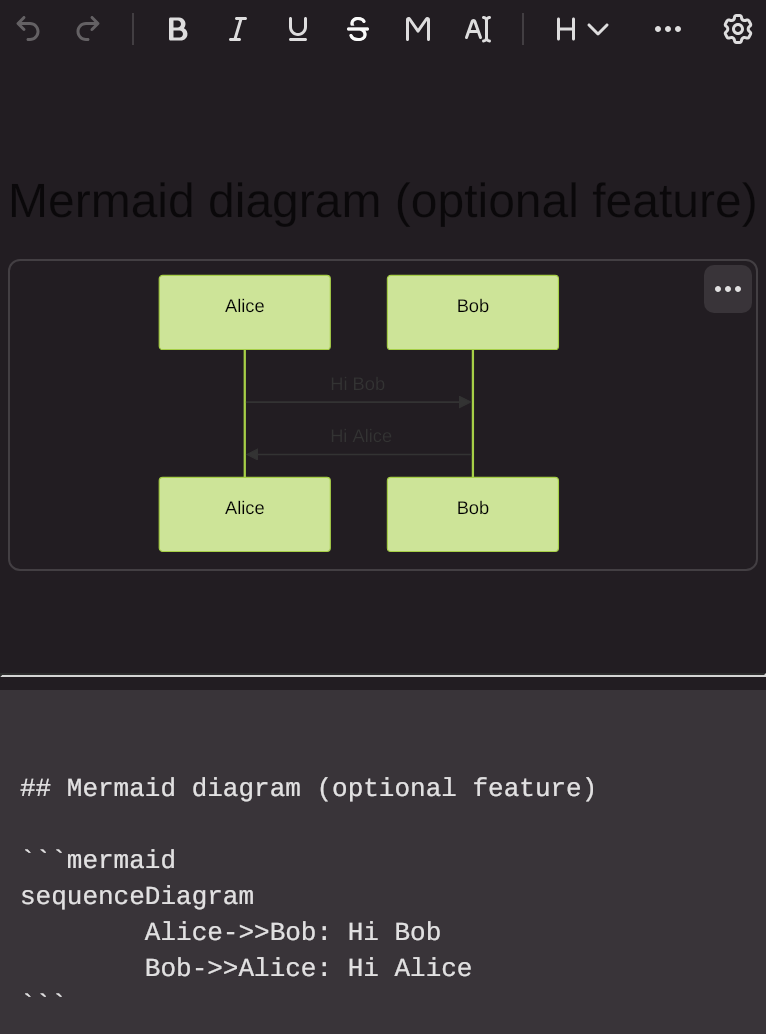 B I U S M A H
Mermaid diagram (optional feature)
Alice Bob
Hi Bob
Hi Alice
Alice Bob
## Mermaid diagram (optional feature)
```mermaid
sequenceDiagram
        Alice->>Bob: Hi Bob
        Bob->>Alice: Hi Alice
```